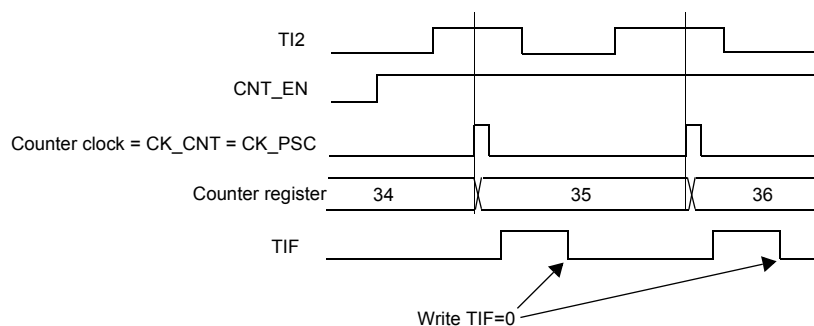 TI2
CNT_EN
Counter clock = CK_CNT = CK_PSC
Counter register 34 35 36
TIF
Write TIF=0